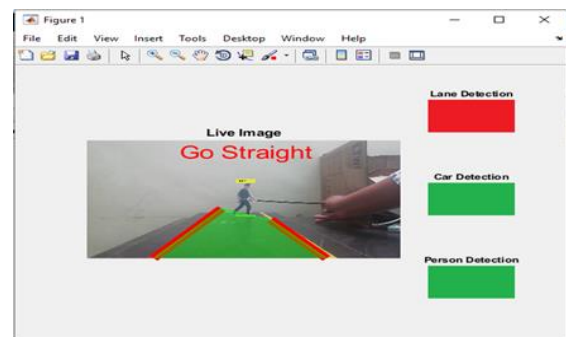 Figure 1
File Edit View Insert Tools Desktop Window Help
Lane Detection
Live Image
Go Straight
Car Detection
Person Detection